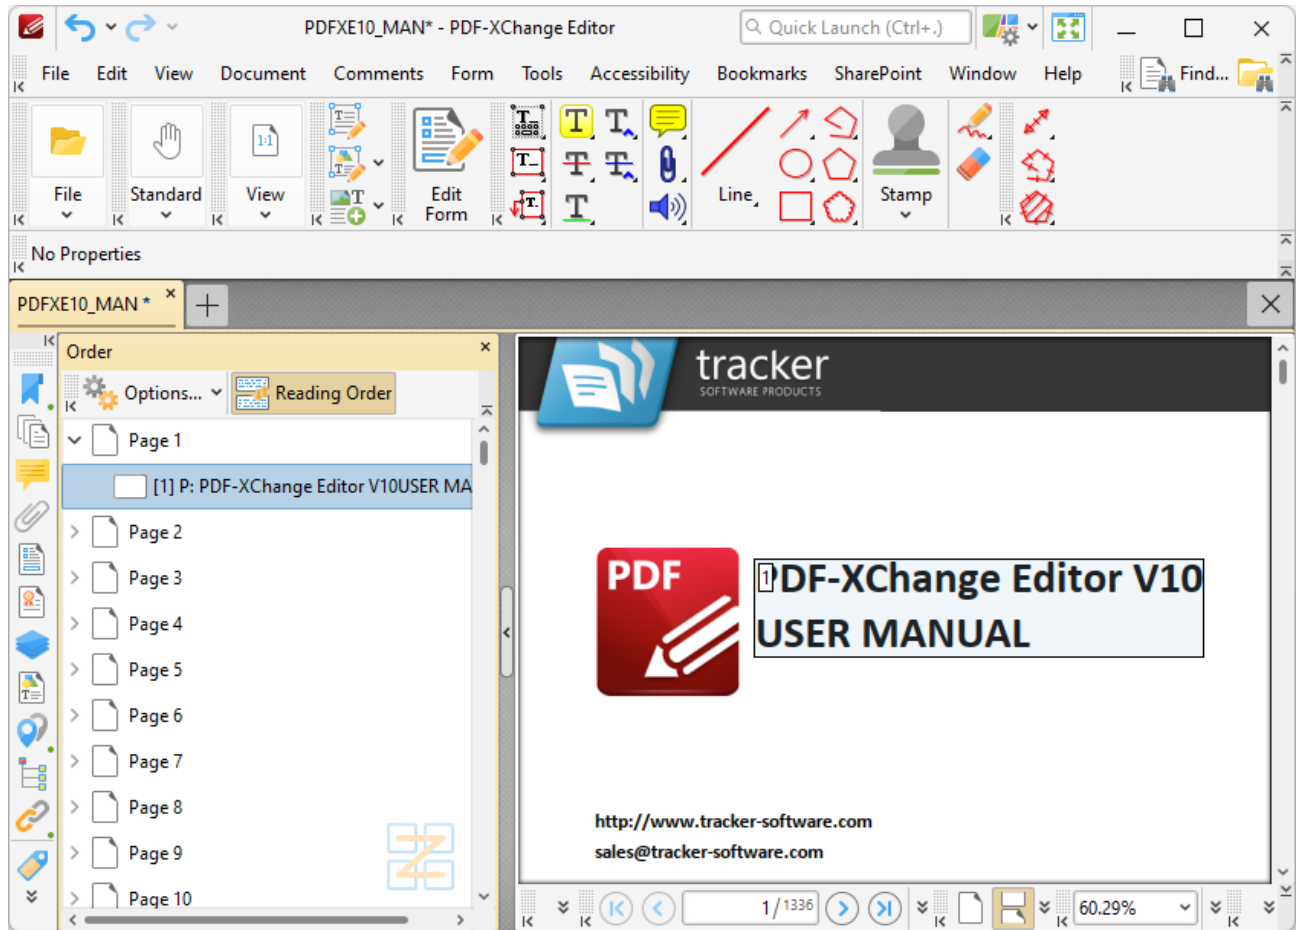 PDFXE10_MAN* - PDF-XChange Editor
Quick Launch (Ctrl+.)
File Edit View Document Comments Form Tools Accessibility Bookmarks SharePoint Window Help Find...
File
Standard
View
1:1
Edit Form
Line
Stamp
No Properties
PDFXE10_MAN *
Order
Options... Reading Order
Page 1
[1] P: PDF-XChange Editor V10USER MA
Page 2
Page 3
Page 4
Page 5
Page 6
Page 7
Page 8
Page 9
Page 10
tracker
SOFTWARE PRODUCTS
PDF
1
PDF-XChange Editor V10
USER MANUAL
http://www.tracker-software.com
sales@tracker-software.com
1/1336
60.29%